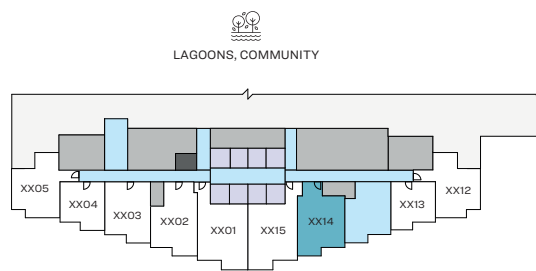 LAGOONS, COMMUNITY
XX05
XX04
XX03
XX02
XX01
XX15
XX14
XX13
XX12